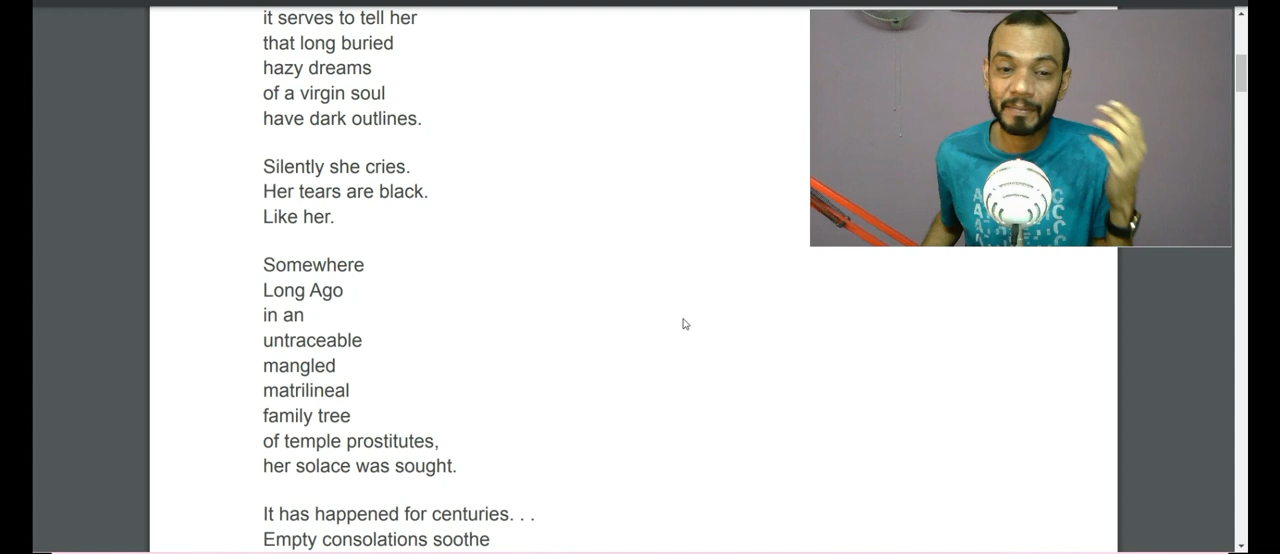 it serves to tell her
that long buried
hazy dreams
of a virgin soul
have dark outlines.
Silently she cries.
Her tears are black.
Like her.
Somewhere
Long Ago
in an
untraceable
mangled
matrilineal
family tree
of temple prostitutes,
her solace was sought.
It has happened for centuries. . .
Empty consolations soothe